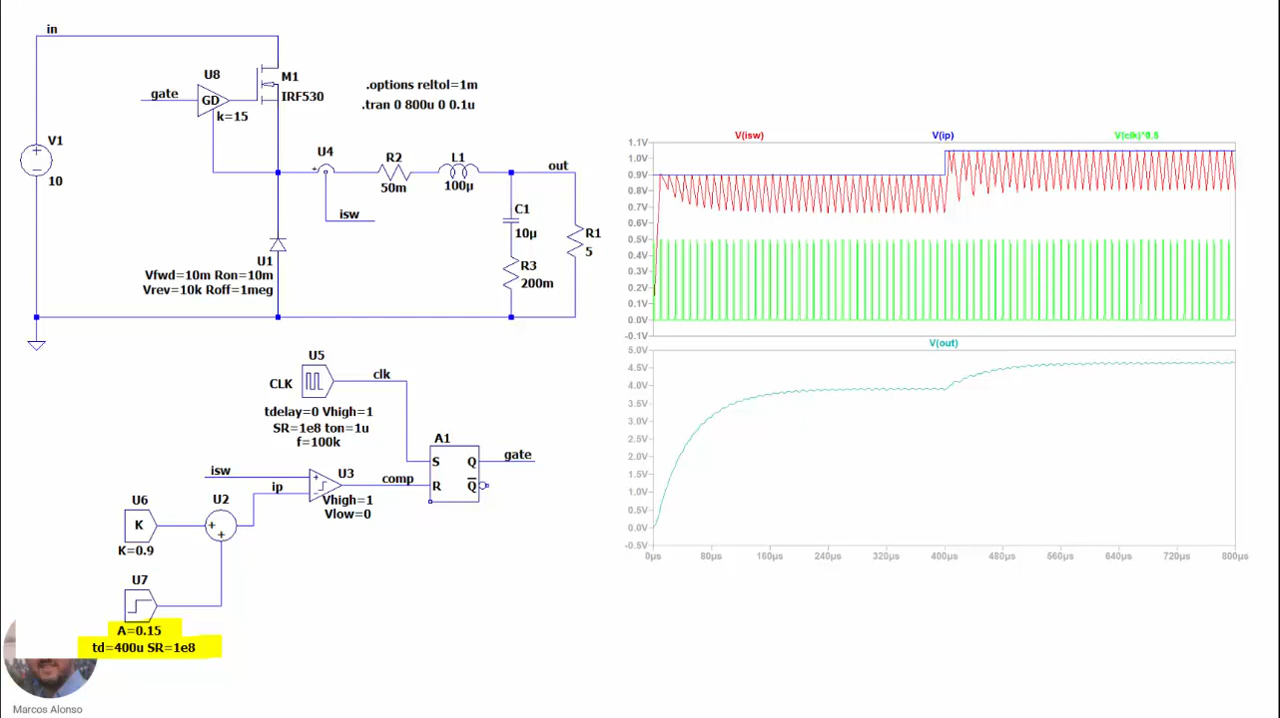 in
V1
10
gate
U8
GD
k=15
M1
IRF530
.options reltol=1m
.tran 0 800u 0 0.1u
U4
isw
R2
50m
L1
100µ
out
C1
10µ
R3
200m
R1
5
U1
Vfwd=10m Ron=10m
Vrev=10k Roff=1meg
U5
CLK
clk
tdelay=0 Vhigh=1
SR=1e8 ton=1u
f=100k
A1
S
R
Q
Q
gate
isw
ip
U3
comp
Vhigh=1
Vlow=0
U6
K
K=0.9
U2
U7
A=0.15
td=400u SR=1e8
Marcos Alonso
V(isw)
V(ip)
V(clk)*0.5
1.1V
1.0V
0.9V
0.8V
0.7V
0.6V
0.5V
0.4V
0.3V
0.2V
0.1V
0.0V
-0.1V
V(out)
5.0V
4.5V
4.0V
3.5V
3.0V
2.5V
2.0V
1.5V
1.0V
0.5V
0.0V
-0.5V
0µs 80µs 160µs 240µs 320µs 400µs 480µs 560µs 640µs 720µs 800µs